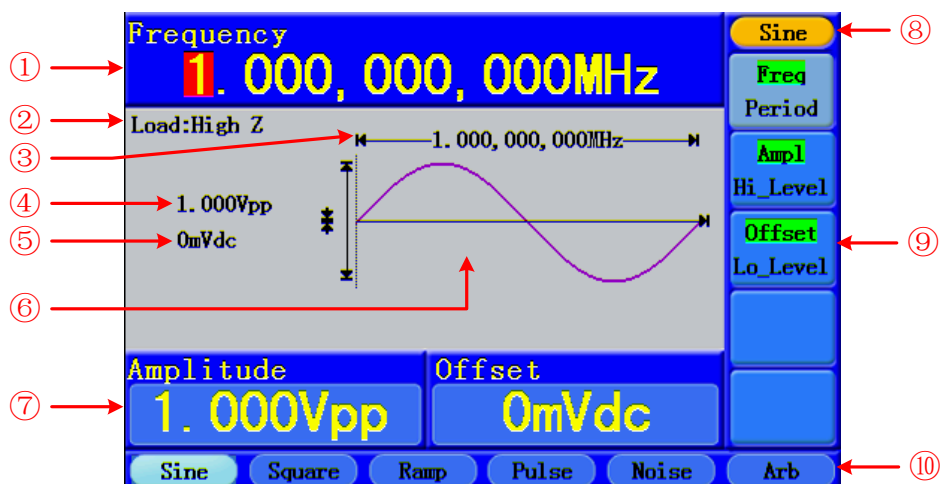 Frequency
Sine
⑧
①
1. 000, 000, 000MHz
Freq
Period
②
Load:High Z
③
1. 000, 000, 000MHz
Ampl
Hi_Level
④
1. 000Vpp
⑤
0mVdc
Offset
Lo_Level
⑨
⑥
Amplitude
Offset
⑦
1. 000Vpp
0mVdc
Sine
Square
Ramp
Pulse
Noise
Arb
⑩